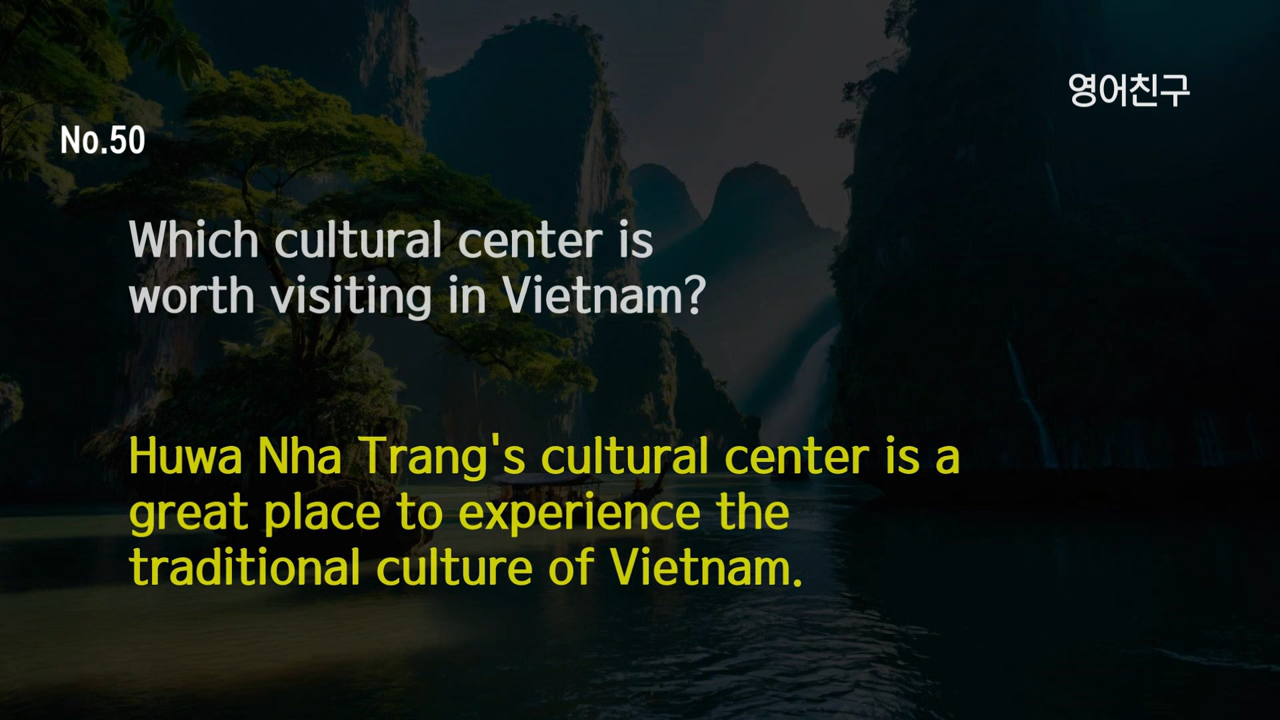 영어친구
No.50
Which cultural center is
worth visiting in Vietnam?
Huwa Nha Trang's cultural center is a
great place to experience the
traditional culture of Vietnam.